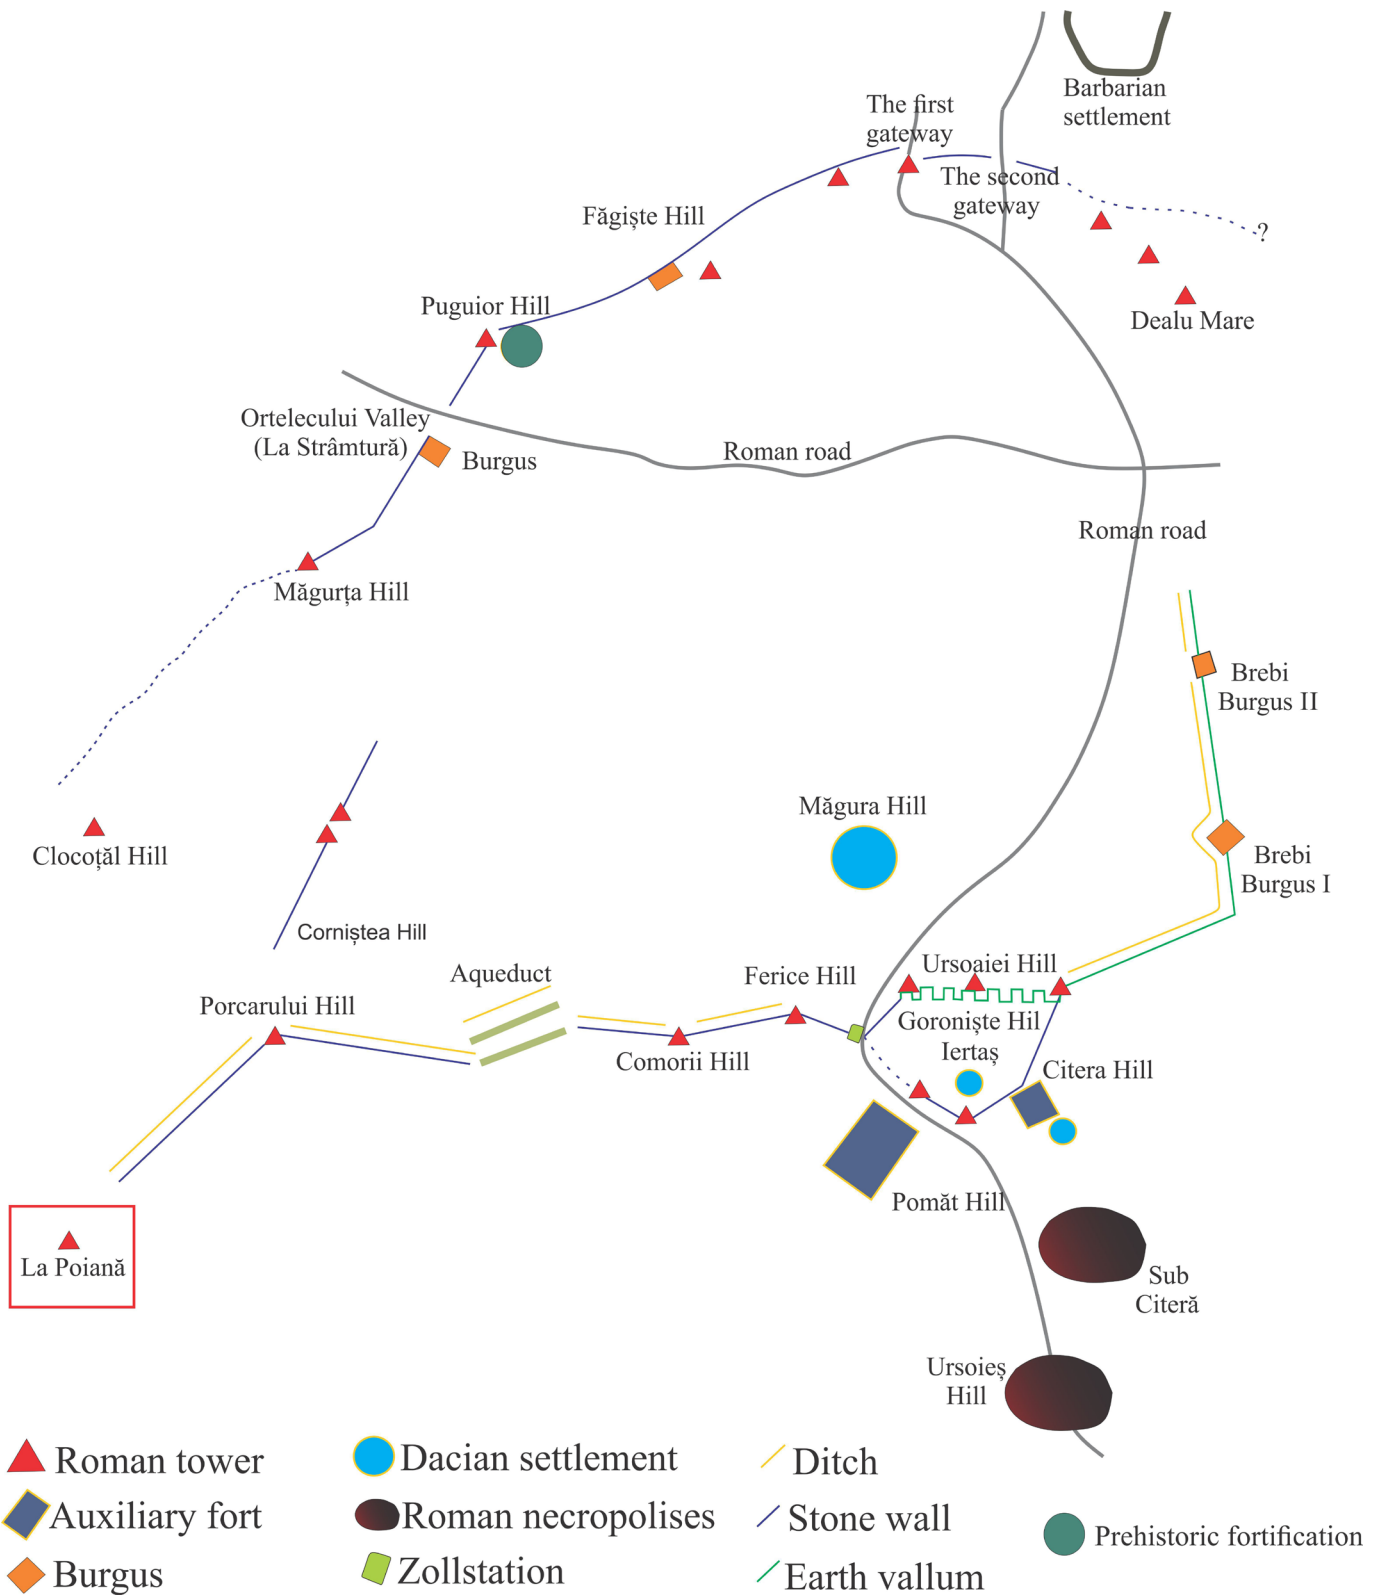 Barbarian
settlement
The first
gateway
The second
gateway
Făgiște Hill
?
Puguior Hill
Dealu Mare
Ortelecului Valley
(La Strâmtură)
Burgus
Roman road
Roman road
Măgurța Hill
Brebi
Burgus II
Măgura Hill
Clocoțăl Hill
Brebi
Burgus I
Corniștea Hill
Aqueduct
Ferice Hill
Ursoaiei Hill
Porcarului Hill
Goroniște Hil
Iertaș
Comorii Hill
Citera Hill
Pomăt Hill
La Poiană
Sub
Citeră
Ursoieș
Hill
Roman tower
Auxiliary fort
Burgus
Dacian settlement
Roman necropolises
Zollstation
Ditch
Stone wall
Earth vallum
Prehistoric fortification